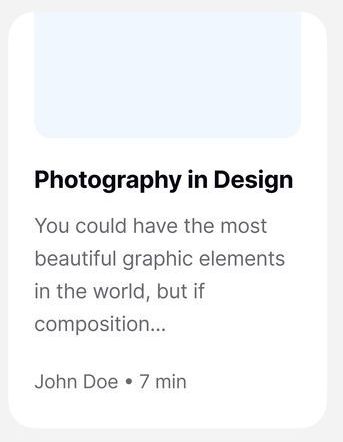 Photography in Design
You could have the most
beautiful graphic elements
in the world, but if
composition...
John Doe • 7 min